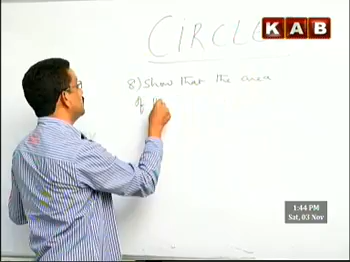 CIRCLE
KAB
8) Show that the area
of
1:44 PM
Sat, 03 Nov